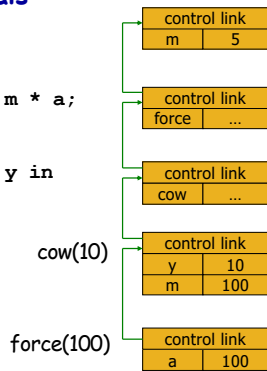 control link
m 5
m * a;
control link
force ...
y in
control link
cow ...
cow(10)
control link
y 10
m 100
force(100)
control link
a 100